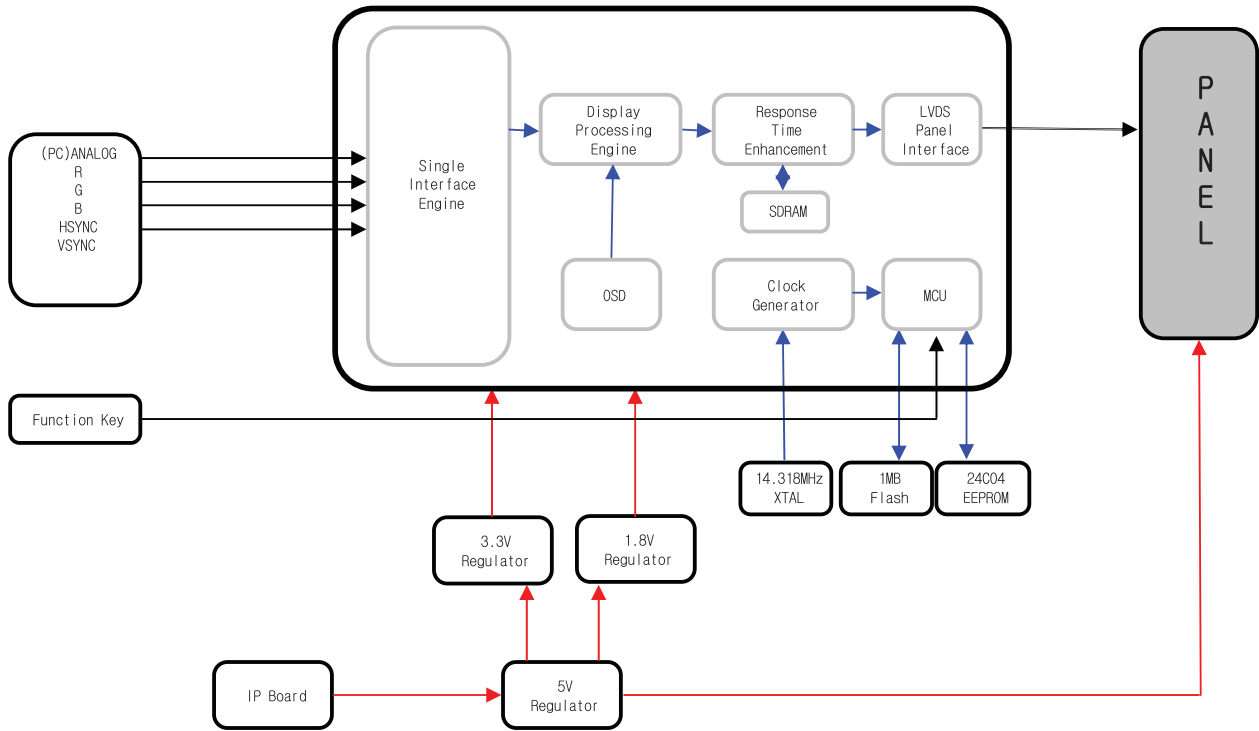 (PC)ANALOG
R
G
B
HSYNC
VSYNC
Single
Interface
Engine
Display
Processing
Engine
Response
Time
Enhancement
LVDS
Panel
Interface
SDRAM
OSD
Clock
Generator
MCU
P
A
N
E
L
Function Key
14.318MHz
XTAL
1MB
Flash
24C04
EEPROM
3.3V
Regulator
1.8V
Regulator
IP Board
5V
Regulator